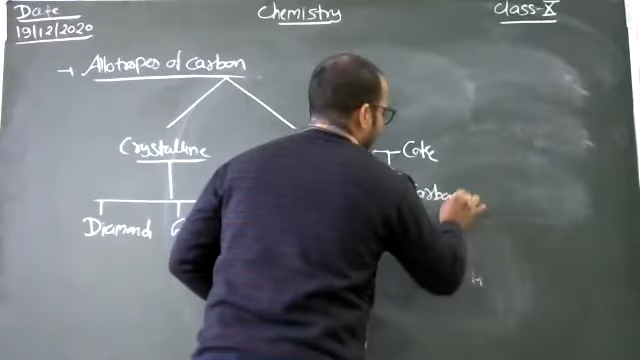 Date
19/12/2020
Chemistry
Class-X
→ Allotropes of Carbon
Crystalline
Coke
Carbon
Diamond